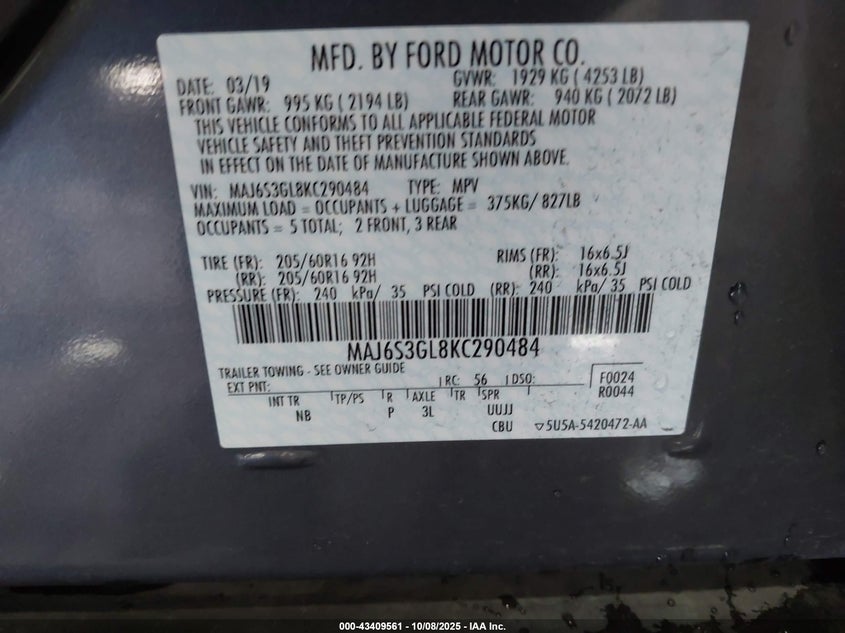 MFD. BY FORD MOTOR CO.
DATE: 03/19 GVWR: 1929 KG ( 4253 LB)
FRONT GAWR: 995 KG ( 2194 LB) REAR GAWR: 940 KG ( 2072 LB)
THIS VEHICLE CONFORMS TO ALL APPLICABLE FEDERAL MOTOR
VEHICLE SAFETY AND THEFT PREVENTION STANDARDS
IN EFFECT ON THE DATE OF MANUFACTURE SHOWN ABOVE.
VIN: MAJ6S3GL8KC290484 TYPE: MPV
MAXIMUM LOAD = OCCUPANTS + LUGGAGE = 375KG/ 827LB
OCCUPANTS = 5 TOTAL; 2 FRONT, 3 REAR
TIRE (FR): 205/60R16 92H RIMS (FR): 16x6.5J
(RR): 205/60R16 92H (RR): 16x6.5J
PRESSURE (FR): 240 kPa/ 35 PSI COLD (RR): 240 kPa/ 35 PSI COLD
MAJ6S3GL8KC290484
TRAILER TOWING - SEE OWNER GUIDE
EXT PNT: RC: 56 DSO: F0024
R0044
INT TR TP/PS R AXLE TR SPR
NB P 3L UUJJ
CBU ▽5U5A-5420472-AA
000-43409561 - 10/08/2025 - IAA Inc.